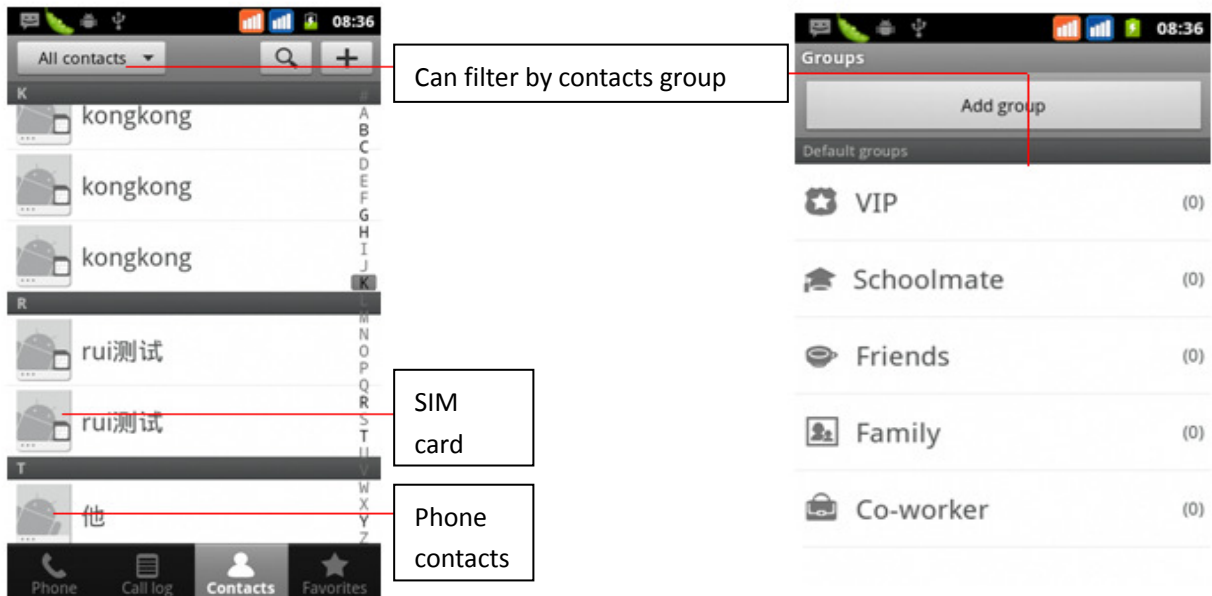 08:36
All contacts
K
kongkong
kongkong
kongkong
R
rui测试
rui测试
T
他
#
A
B
C
D
E
F
G
H
I
J
K
L
M
N
O
P
Q
R
S
T
U
V
W
X
Y
Z
Phone
Call log
Contacts
Favorites
Can filter by contacts group
SIM
card
Phone
contacts
08:36
Groups
Add group
Default groups
VIP (0)
Schoolmate (0)
Friends (0)
Family (0)
Co-worker (0)